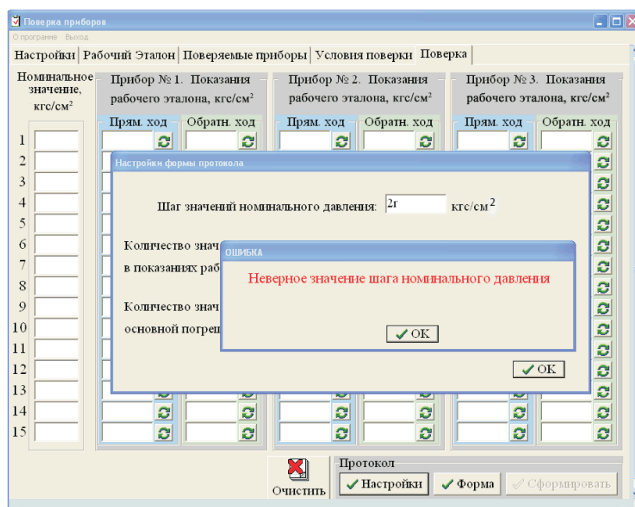 Поверка приборов
О программе Выход
Настройки Рабочий Эталон Поверяемые приборы Условия поверки Поверка
Номинальное значение, кгс/см²
Прибор № 1. Показания рабочего эталона, кгс/см²
Прибор № 2. Показания рабочего эталона, кгс/см²
Прибор № 3. Показания рабочего эталона, кгс/см²
Прям. ход Обратн. ход Прям. ход Обратн. ход Прям. ход Обратн. ход
1
2
3
4
5
6
7
8
9
10
11
12
13
14
15
Настройки формы протокола
Шаг значений номинального давления: 2г кгс/см²
Количество знач
в показаниях раб
Количество знач
основной погреш
ОШИБКА
Неверное значение шага номинального давления
OK
OK
Очистить
Протокол
Настройки Форма Сформировать